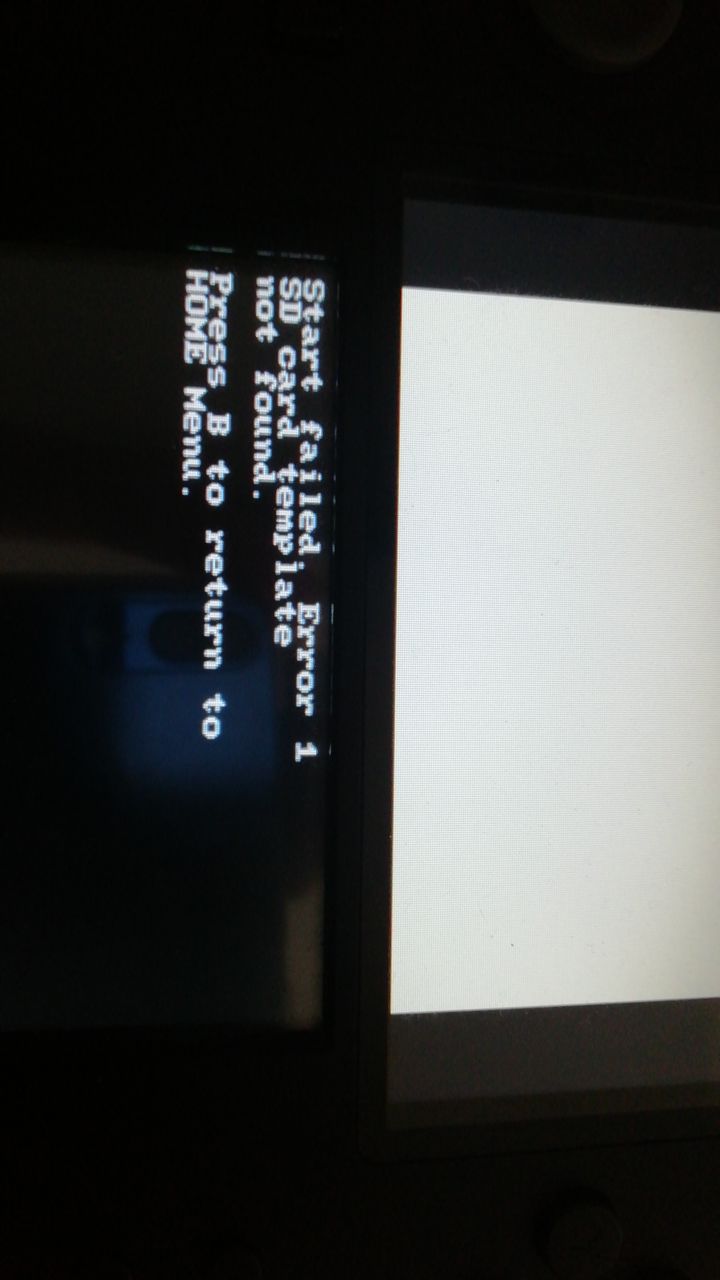 Start failed. Error 1
SD card template
not found.
Press B to return to
HOME Menu.